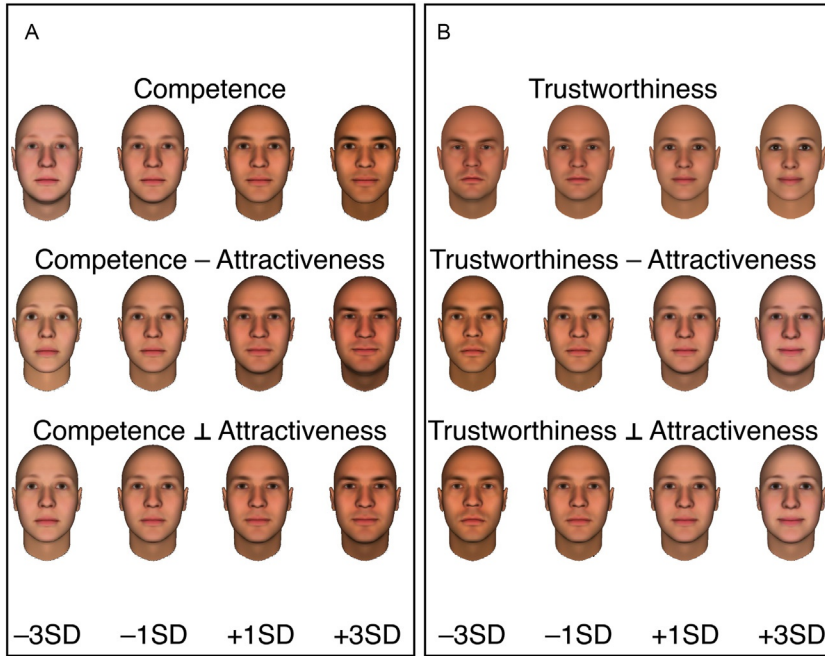 A
Competence
Competence – Attractiveness
Competence ⊥ Attractiveness
–3SD –1SD +1SD +3SD
B
Trustworthiness
Trustworthiness – Attractiveness
Trustworthiness ⊥ Attractiveness
–3SD –1SD +1SD +3SD